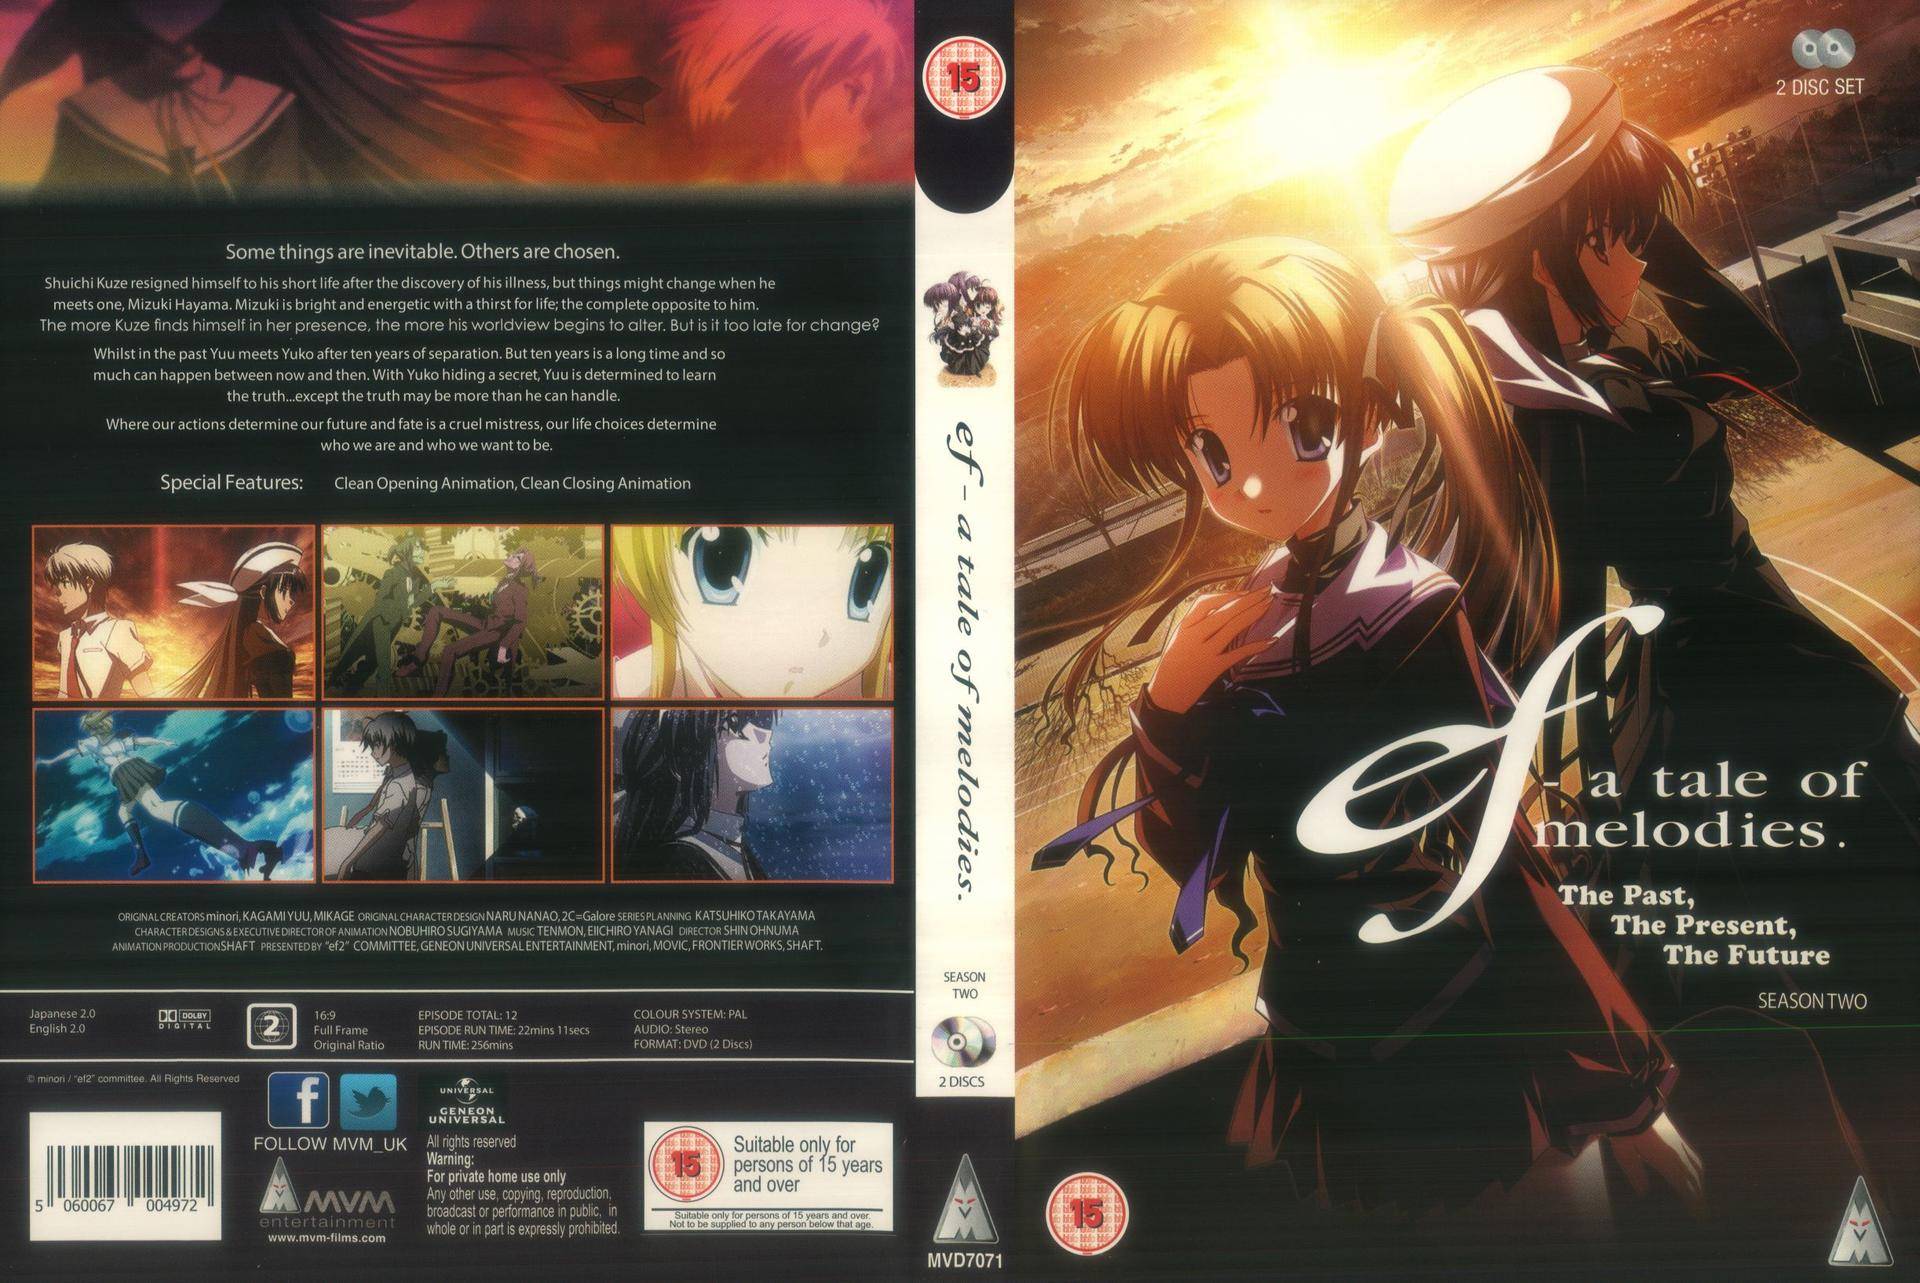 Some things are inevitable. Others are chosen.
Shuichi Kuze resigned himself to his short life after the discovery of his illness, but things might change when he
meets one, Mizuki Hayama. Mizuki is bright and energetic with a thirst for life; the complete opposite to him.
The more Kuze finds himself in her presence, the more his worldview begins to alter. But is it too late for change?
Whilst in the past Yuu meets Yuko after ten years of separation. But ten years is a long time and so
much can happen between now and then. With Yuko hiding a secret, Yuu is determined to learn
the truth...except the truth may be more than he can handle.
Where our actions determine our future and fate is a cruel mistress, our life choices determine
who we are and who we want to be.
Special Features: Clean Opening Animation, Clean Closing Animation
ORIGINAL CREATORS minori, KAGAMI YUU, MIKAGE ORIGINAL CHARACTER DESIGN NARU NANAO, 2C=Galore SERIES PLANNING KATSUHIKO TAKAYAMA
CHARACTER DESIGNS & EXECUTIVE DIRECTOR OF ANIMATION NOBUHIRO SUGIYAMA MUSIC TENMON, EIICHIRO YANAGI DIRECTOR SHIN OHNUMA
ANIMATION PRODUCTION SHAFT PRESENTED BY "ef2" COMMITTEE, GENEON UNIVERSAL ENTERTAINMENT, minori, MOVIC, FRONTIER WORKS, SHAFT.
Japanese 2.0
English 2.0
DOLBY
DIGITAL
2
16:9
Full Frame
Original Ratio
EPISODE TOTAL: 12
EPISODE RUN TIME: 22mins 11secs
RUN TIME: 256mins
COLOUR SYSTEM: PAL
AUDIO: Stereo
FORMAT: DVD (2 Discs)
© minori / "ef2" committee. All Rights Reserved
5 060067 004972
f
FOLLOW MVM_UK
MVM
entertainment
www.mvm-films.com
UNIVERSAL
GENEON
UNIVERSAL
All rights reserved
Warning:
For private home use only
Any other use, copying, reproduction,
broadcast or performance in public, in
whole or in part is expressly prohibited.
15
Suitable only for
persons of 15 years
and over
Suitable only for persons of 15 years and over.
Not to be supplied to any person below that age.
15
ef - a tale of melodies.
SEASON
TWO
2 DISCS
MVD7071
2 DISC SET
ef - a tale of
melodies.
The Past,
The Present,
The Future
SEASON TWO
15